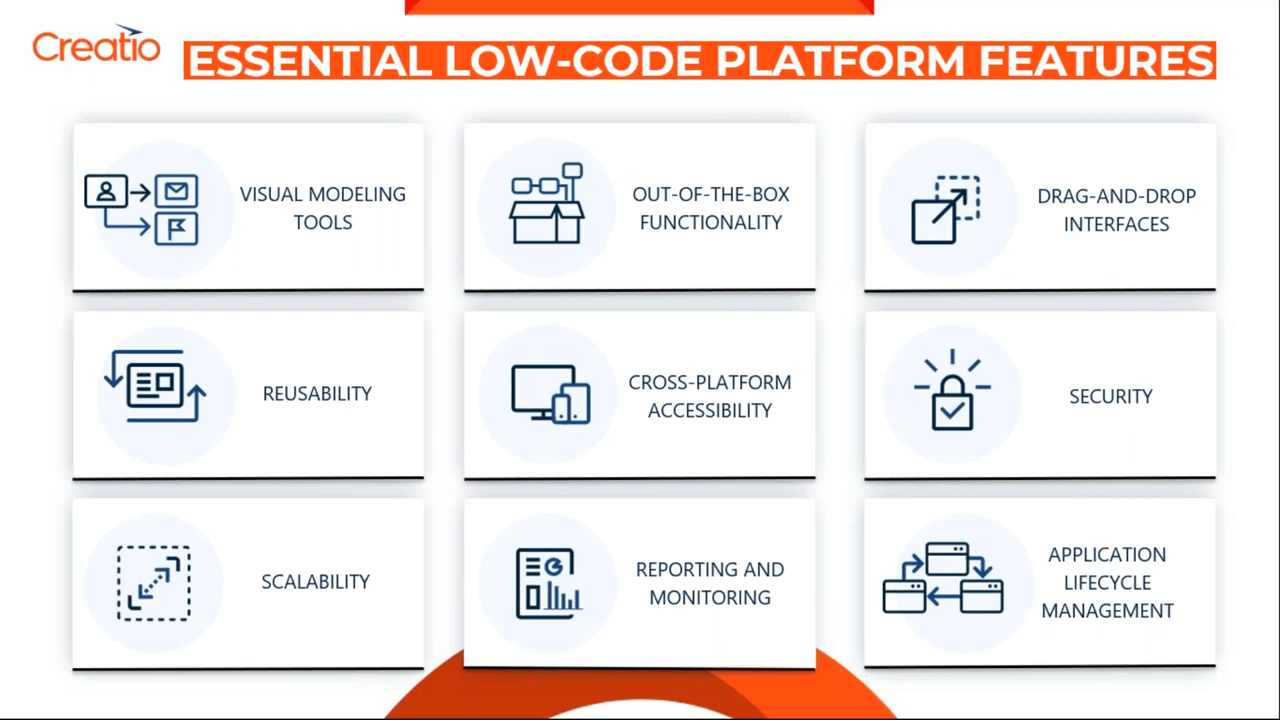 Creatio
ESSENTIAL LOW-CODE PLATFORM FEATURES
VISUAL MODELING
TOOLS
OUT-OF-THE-BOX
FUNCTIONALITY
DRAG-AND-DROP
INTERFACES
REUSABILITY
CROSS-PLATFORM
ACCESSIBILITY
SECURITY
SCALABILITY
REPORTING AND
MONITORING
APPLICATION
LIFECYCLE
MANAGEMENT